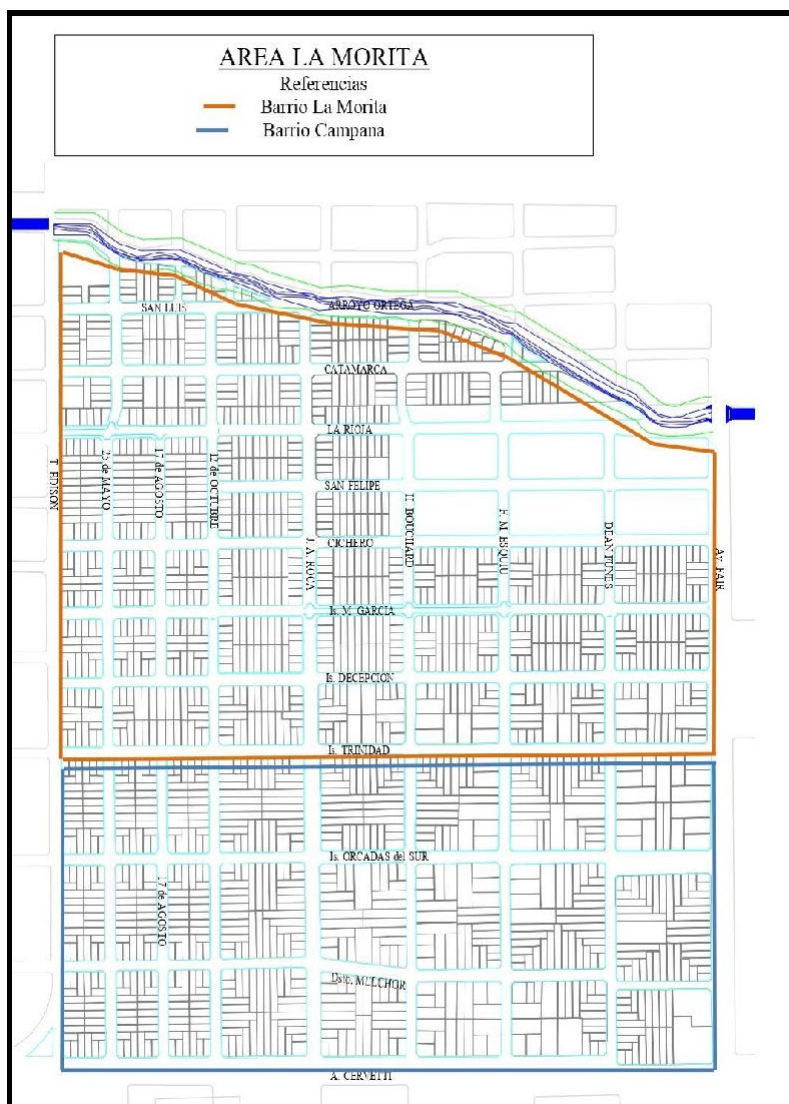 AREA LA MORITA
Referencias
Barrio La Morita
Barrio Campana
ARROYO ORTEGA
SAN LUIS
CATAMARCA
LA RIOJA
T. EDISON
25 de MAYO
17 de AGOSTO
12 de OCTUBRE
SAN FELIPE
CICHERO
J. A. ROCA
H. BOUCHARD
F. M. ESQUIU
DEAN FUNES
Av. FAIR
Is. M. GARCIA
Is. DECEPCION
Is. TRINIDAD
Is. ORCADAS del SUR
17 de AGOSTO
Dste. MELCHOR
A. CERVETTI